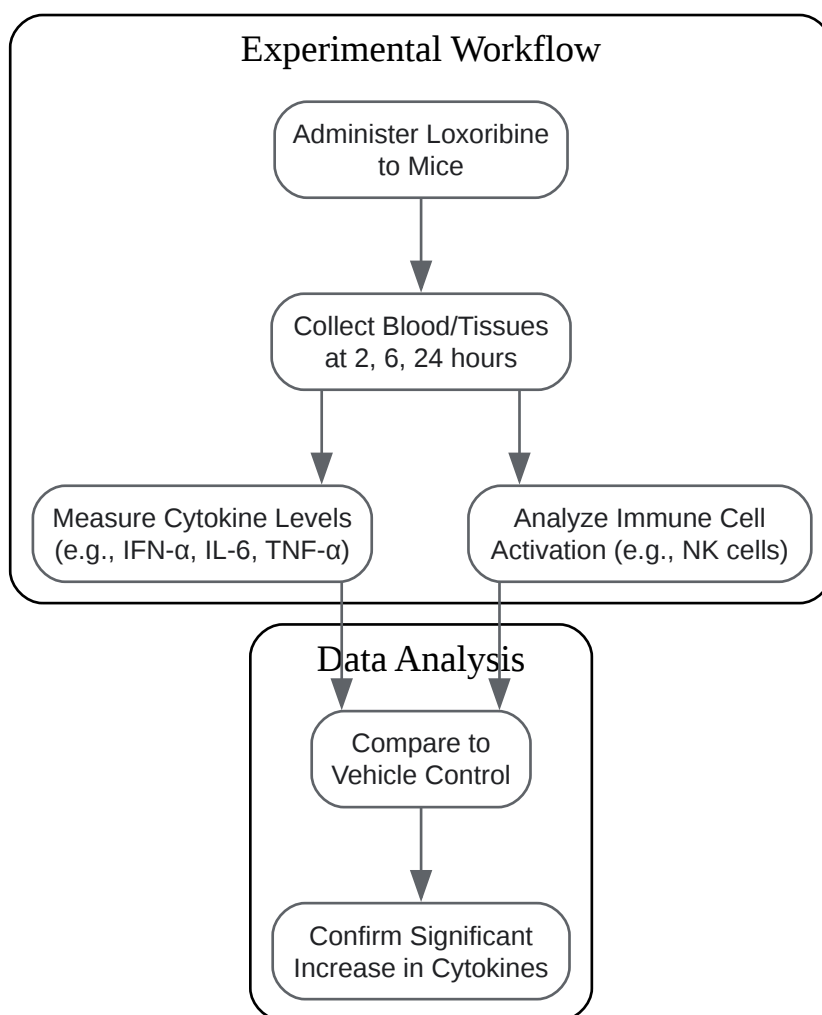 Experimental Workflow
Administer Loxoribine
to Mice
Collect Blood/Tissues
at 2, 6, 24 hours
Measure Cytokine Levels
(e.g., IFN-α, IL-6, TNF-α)
Analyze Immune Cell
Activation (e.g., NK cells)
Data Analysis
Compare to
Vehicle Control
Confirm Significant
Increase in Cytokines